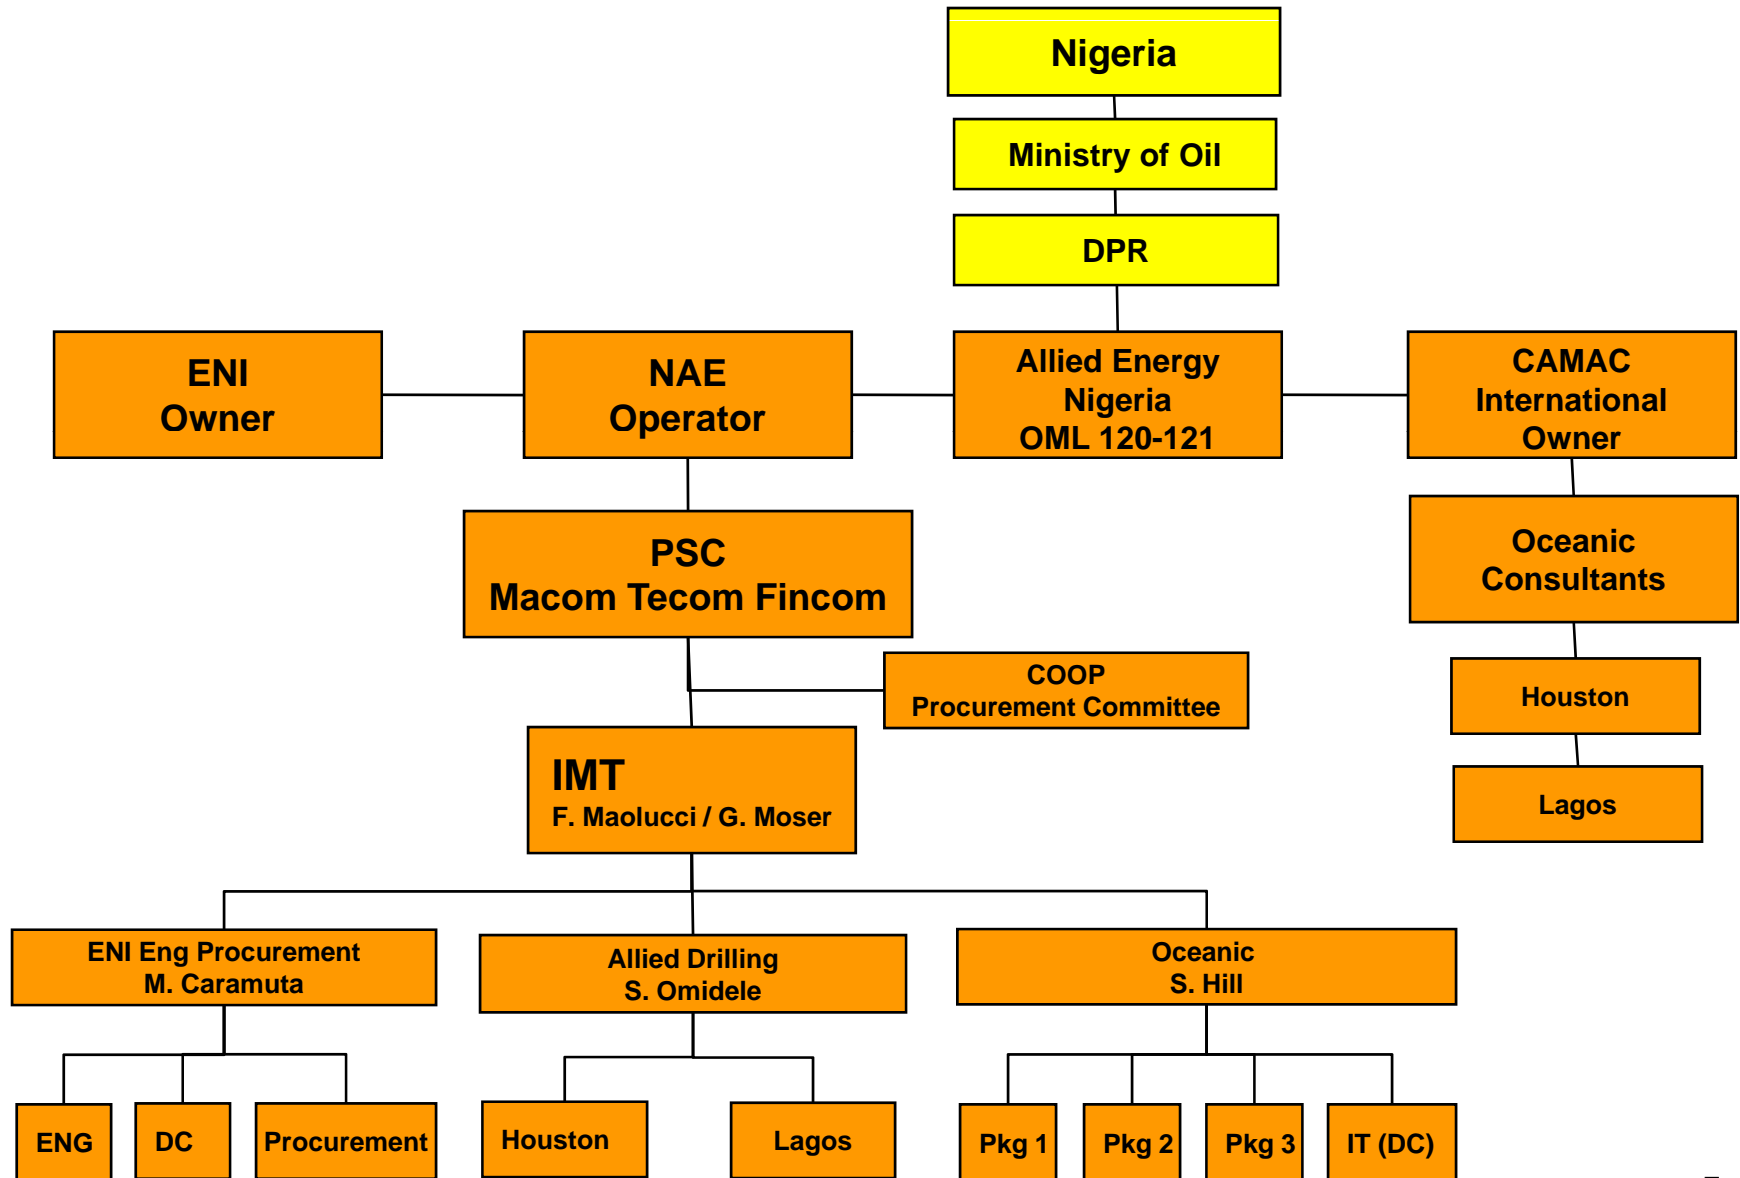 Nigeria
Ministry of Oil
DPR
ENI
Owner
NAE
Operator
Allied Energy
Nigeria
OML 120-121
CAMAC
International
Owner
PSC
Macom Tecom Fincom
Oceanic
Consultants
COOP
Procurement Committee
Houston
IMT
F. Maolucci / G. Moser
Lagos
ENI Eng Procurement
M. Caramuta
Allied Drilling
S. Omidele
Oceanic
S. Hill
ENG
DC
Procurement
Houston
Lagos
Pkg 1
Pkg 2
Pkg 3
IT (DC)